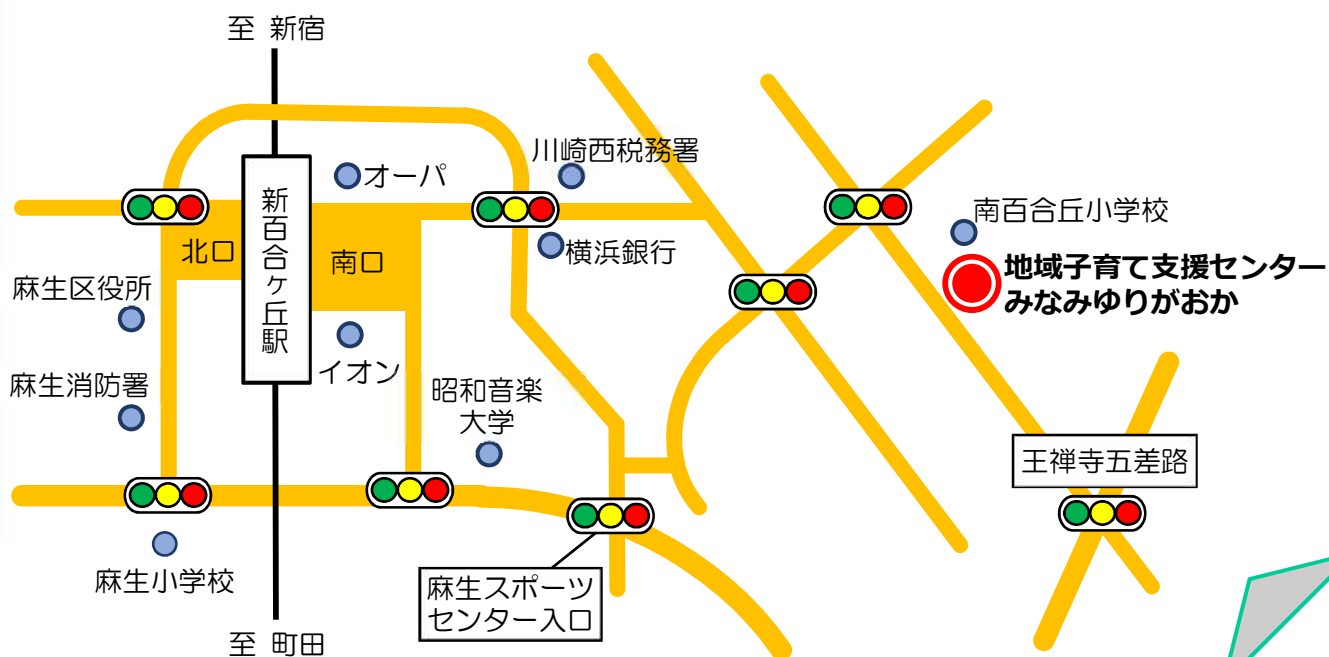 至 新宿
川崎西税務署
オーパ
南百合丘小学校
新百合ヶ丘駅
北口
南口
横浜銀行
地域子育て支援センター
みなみゆりがおか
麻生区役所
イオン
麻生消防署
昭和音楽
大学
王禅寺五差路
麻生小学校
麻生スポーツ
センター入口
至 町田